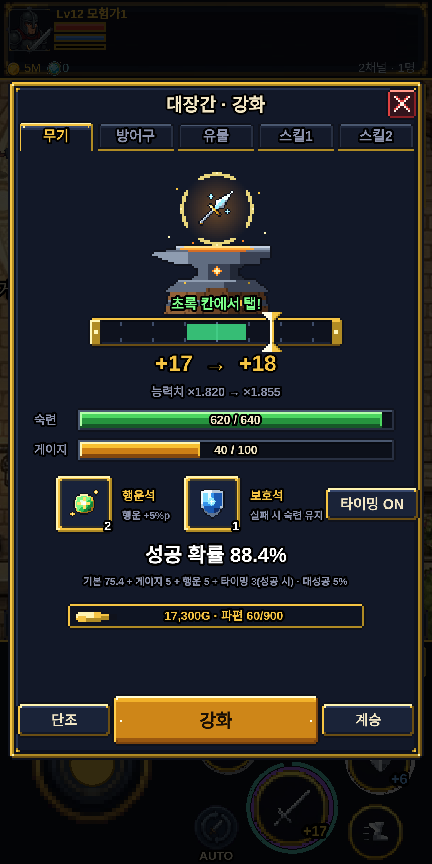 Lv12 모험가1
5M 0
2채널 · 1명
대장간 · 강화
무기 방어구 유물 스킬1 스킬2
초록 칸에서 탭!
+17 → +18
능력치 ×1.820 → ×1.855
숙련 620 / 640
게이지 40 / 100
행운석 보호석 타이밍 ON
2 행운 +5%p 1 실패 시 숙련 유지
성공 확률 88.4%
기본 75.4 + 게이지 5 + 행운 5 + 타이밍 3(성공 시) · 대성공 5%
17,300G · 파편 60/900
단조 강화 계승
+6
+17
AUTO